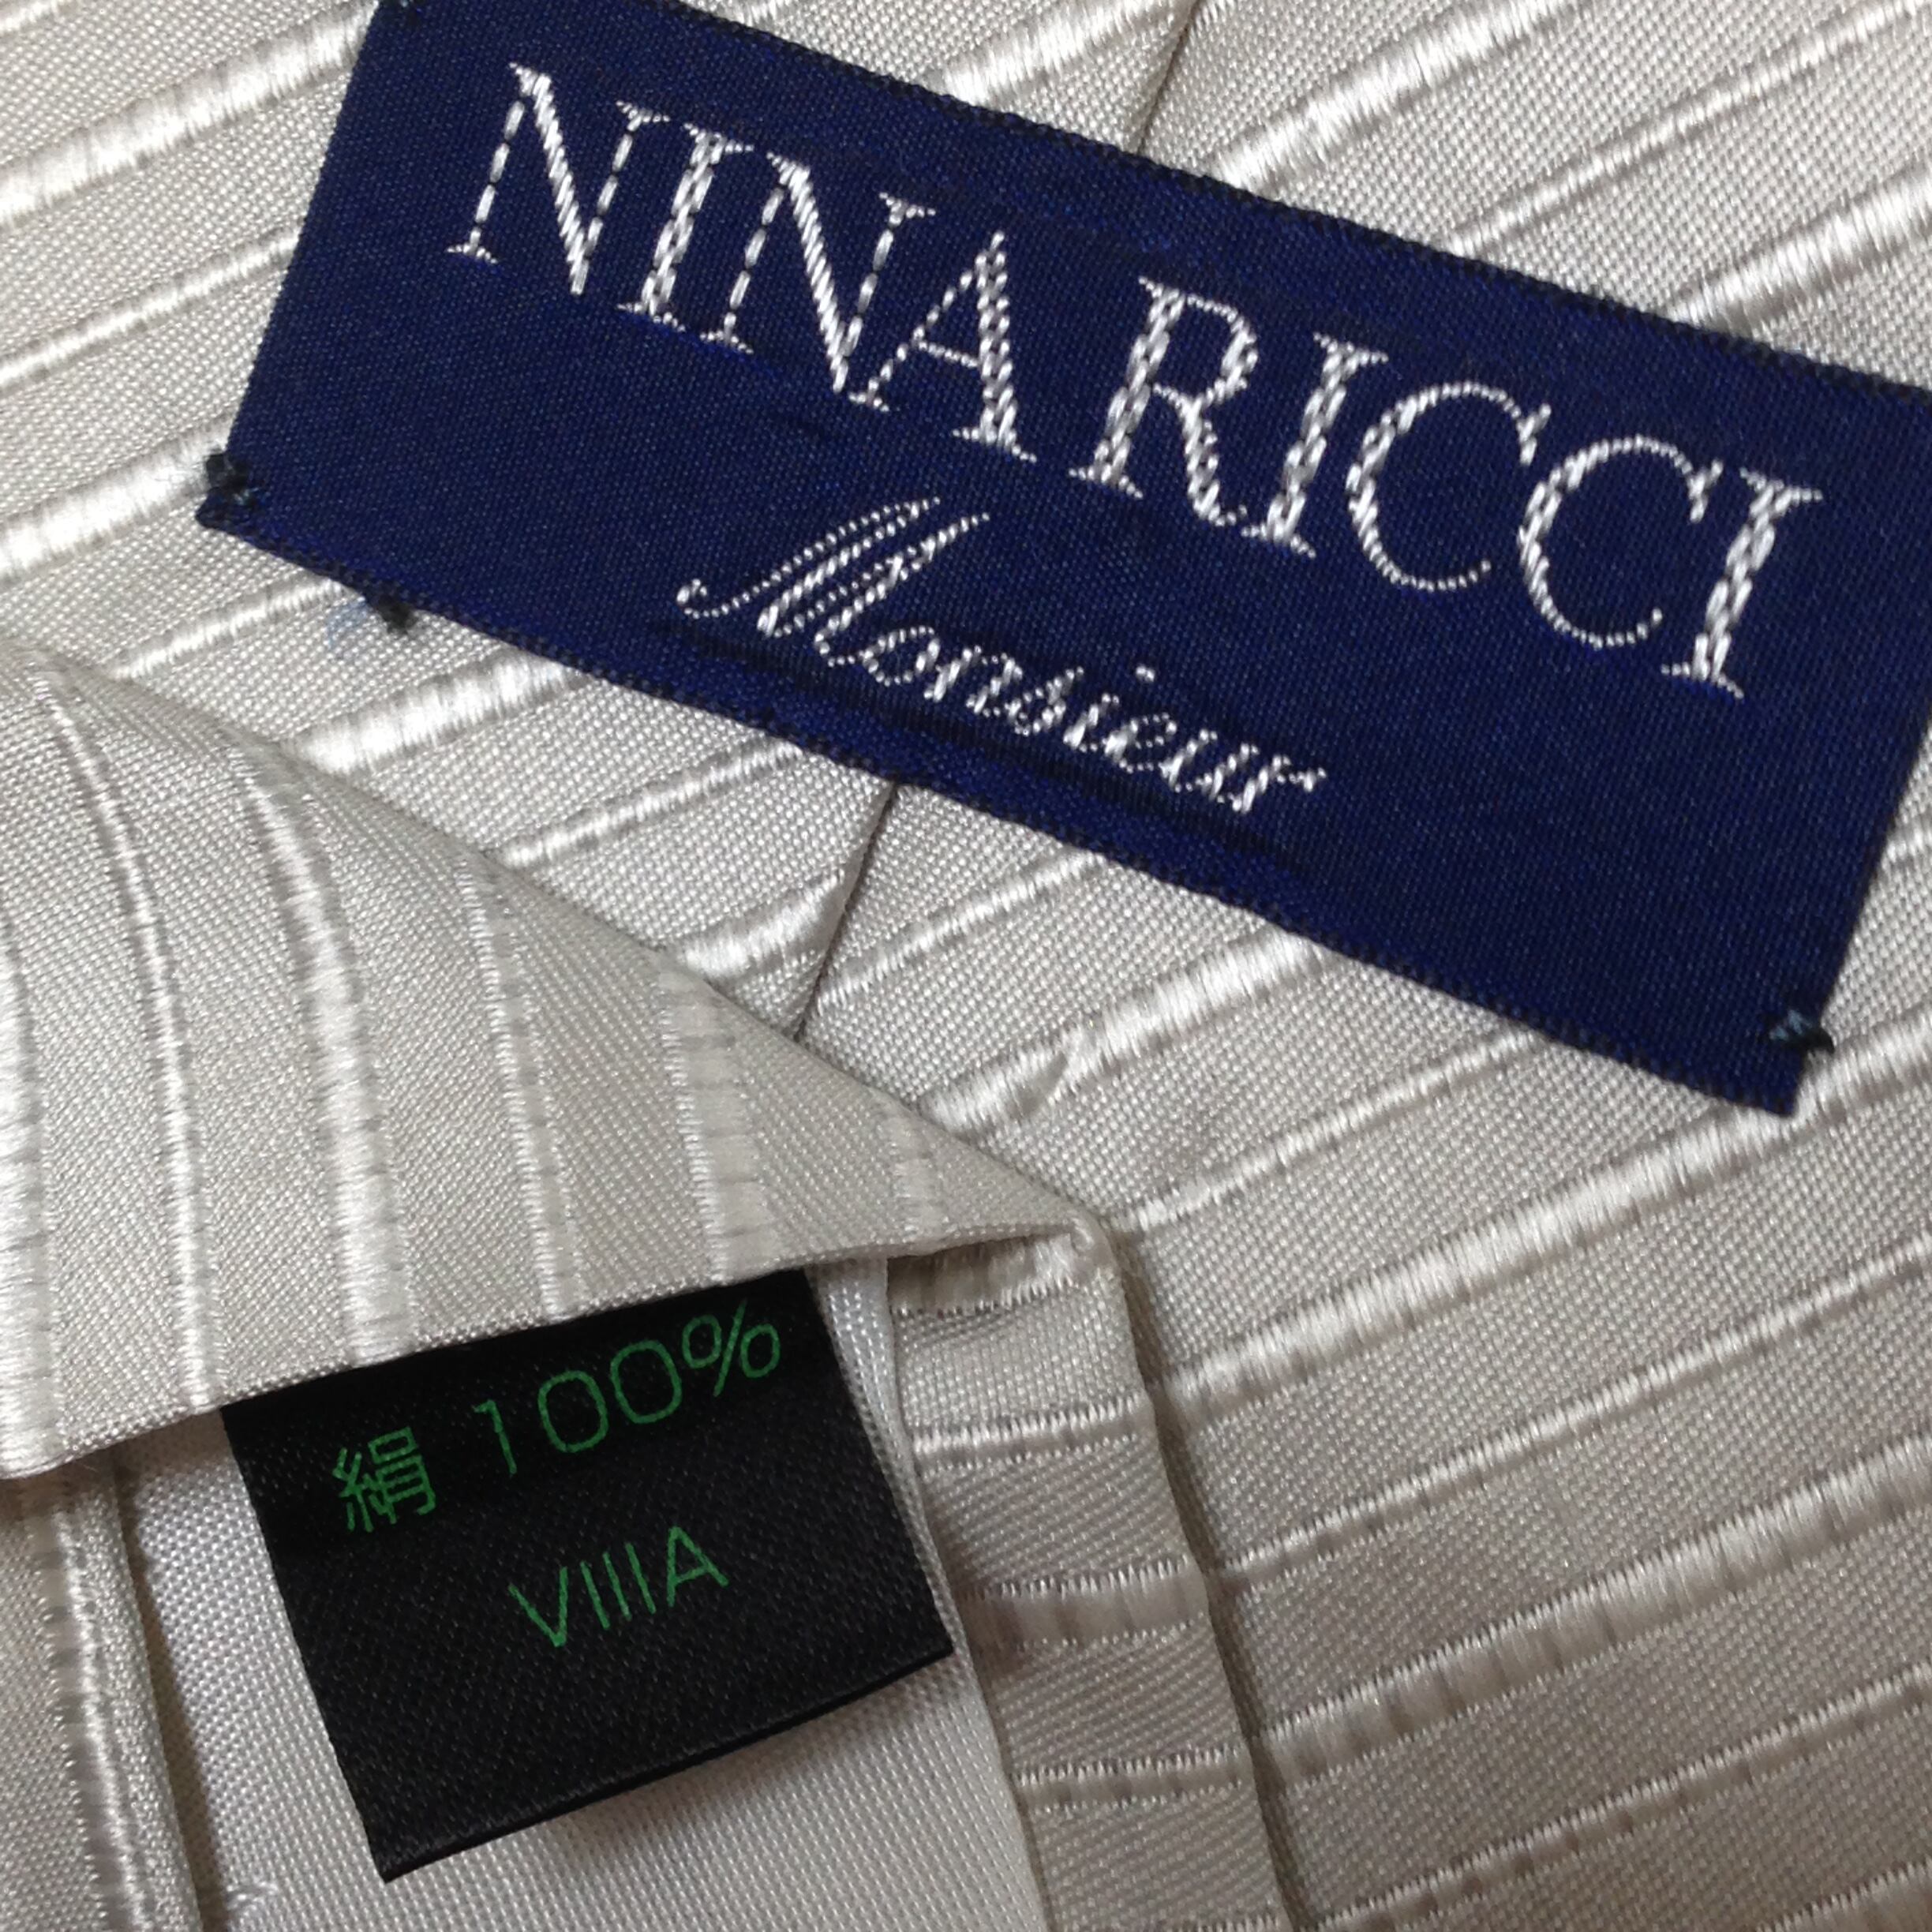 NINA RICCI
Monsieur
絹 100%
VIIIA